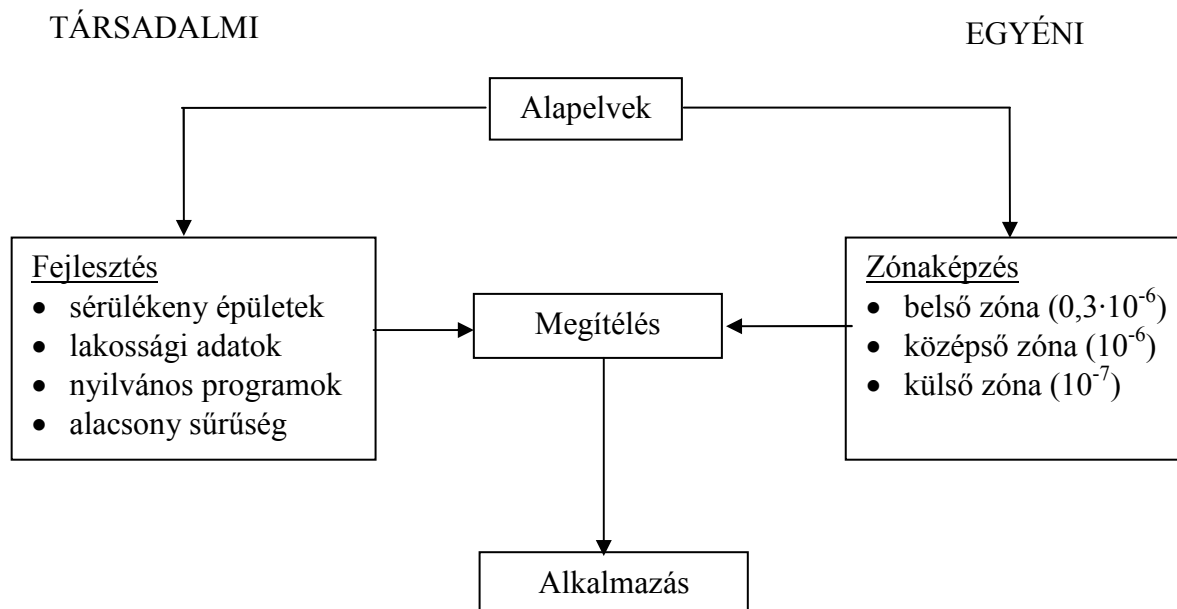 TÁRSADALMI
EGYÉNI
Alapelvek
Fejlesztés
• sérülékeny épületek
• lakossági adatok
• nyilvános programok
• alacsony sűrűség
Megítélés
Zónaképzés
• belső zóna (0,3·10⁻⁶)
• középső zóna (10⁻⁶)
• külső zóna (10⁻⁷)
Alkalmazás